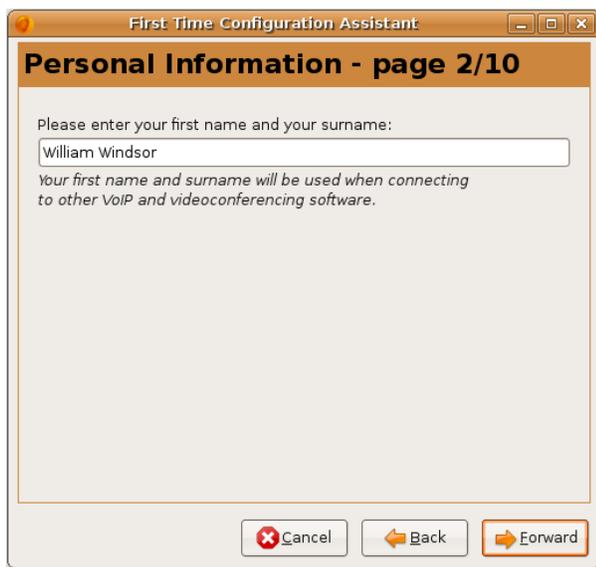 First Time Configuration Assistant
Personal Information - page 2/10
Please enter your first name and your surname:
William Windsor
Your first name and surname will be used when connecting
to other VoIP and videoconferencing software.
Cancel
Back
Forward